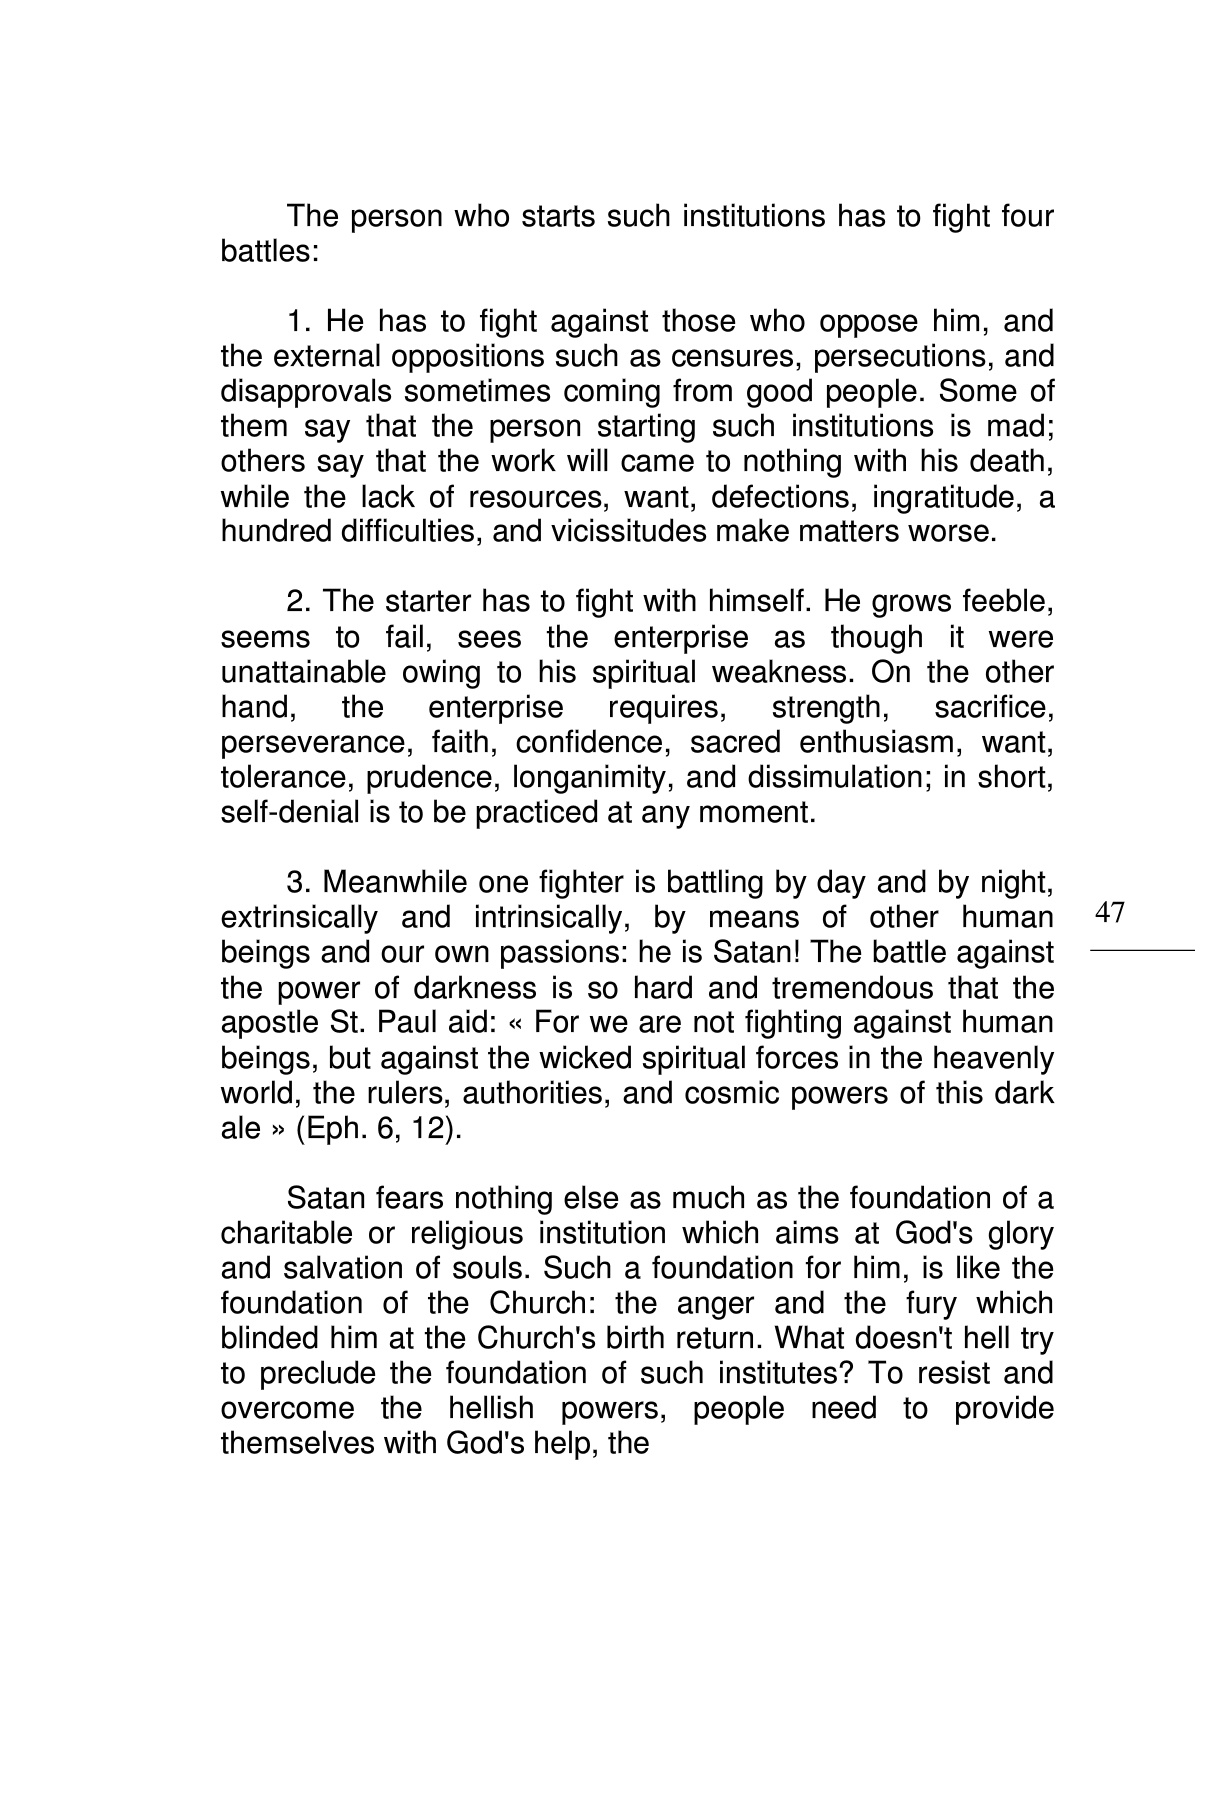 The person who starts such institutions has to fight four
battles:
1. He has to fight against those who oppose him, and
the external oppositions such as censures, persecutions, and
disapprovals sometimes coming from good people. Some of
them say that the person starting such institutions is mad;
others say that the work will came to nothing with his death,
while the lack of resources, want, defections, ingratitude, a
hundred difficulties, and vicissitudes make matters worse.
2. The starter has to fight with himself. He grows feeble,
seems to fail, sees the enterprise as though it were
unattainable owing to his spiritual weakness. On the other
hand, the enterprise requires, strength, sacrifice,
perseverance, faith, confidence, sacred enthusiasm, want,
tolerance, prudence, longanimity, and dissimulation; in short,
self-denial is to be practiced at any moment.
3. Meanwhile one fighter is battling by day and by night,
extrinsically and intrinsically, by means of other human
beings and our own passions: he is Satan! The battle against
the power of darkness is so hard and tremendous that the
apostle St. Paul aid: « For we are not fighting against human
beings, but against the wicked spiritual forces in the heavenly
world, the rulers, authorities, and cosmic powers of this dark
ale » (Eph. 6, 12).
Satan fears nothing else as much as the foundation of a
charitable or religious institution which aims at God's glory
and salvation of souls. Such a foundation for him, is like the
foundation of the Church: the anger and the fury which
blinded him at the Church's birth return. What doesn't hell try
to preclude the foundation of such institutes? To resist and
overcome the hellish powers, people need to provide
themselves with God's help, the
47